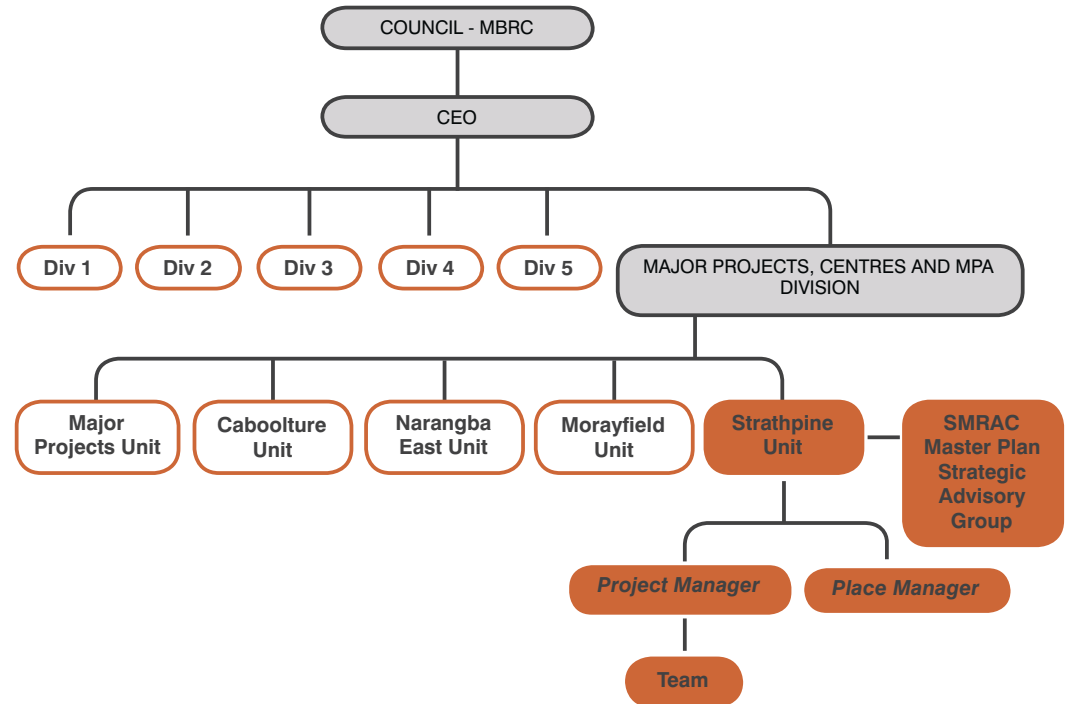 COUNCIL - MBRC
CEO
Div 1
Div 2
Div 3
Div 4
Div 5
MAJOR PROJECTS, CENTRES AND MPA
DIVISION
Major
Projects Unit
Caboolture
Unit
Narangba
East Unit
Morayfield
Unit
Strathpine
Unit
SMRAC
Master Plan
Strategic
Advisory
Group
Project Manager
Place Manager
Team